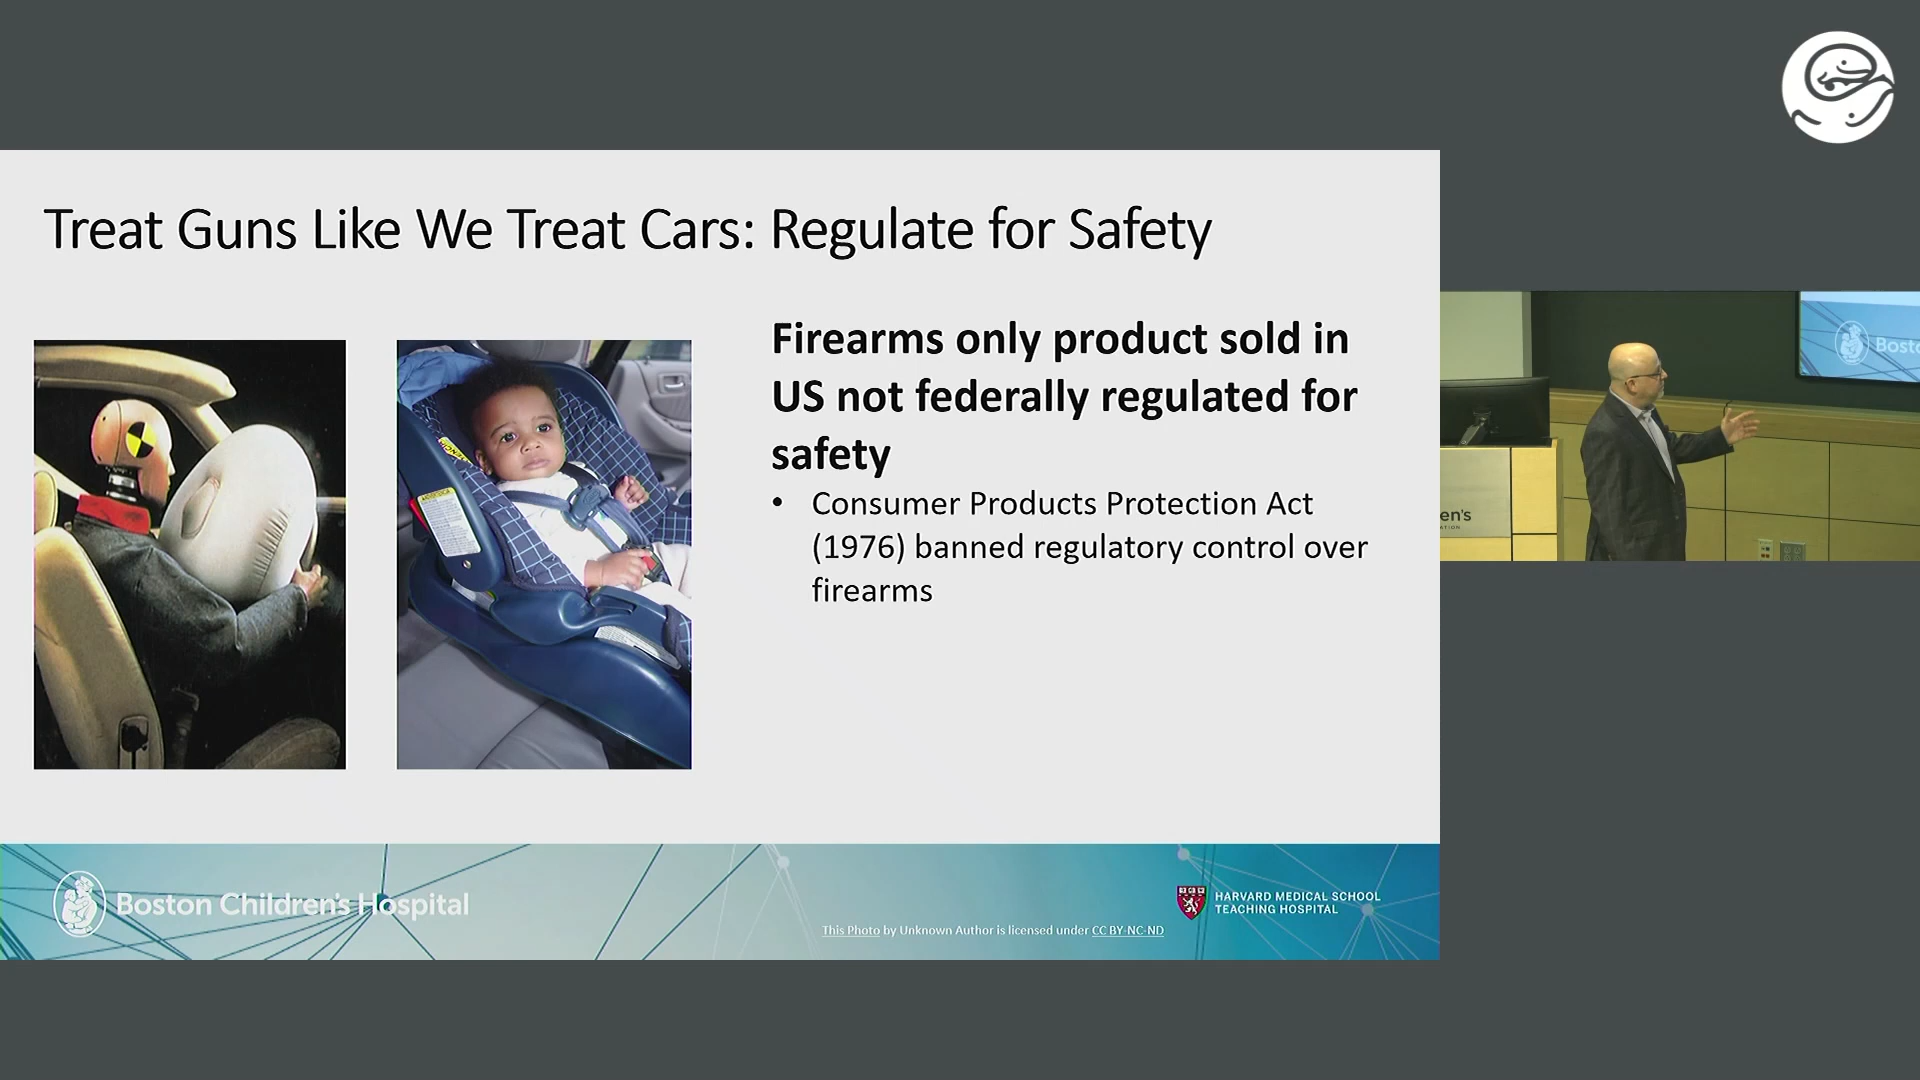 Treat Guns Like We Treat Cars: Regulate for Safety
Firearms only product sold in
US not federally regulated for
safety
• Consumer Products Protection Act
(1976) banned regulatory control over
firearms
Boston Children's Hospital
This Photo by Unknown Author is licensed under CC BY-NC-ND
HARVARD MEDICAL SCHOOL
TEACHING HOSPITAL
Bost
en's